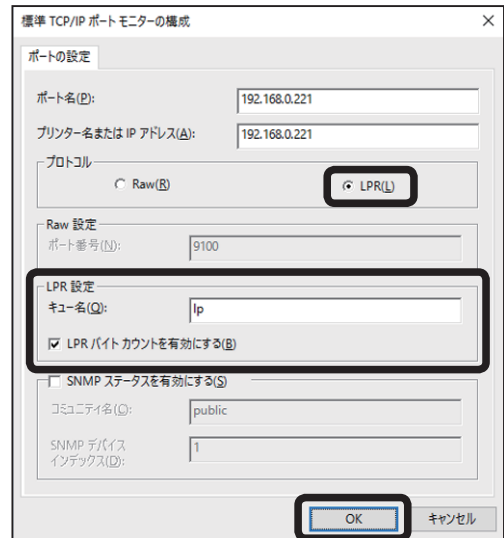 標準 TCP/IP ポート モニターの構成
ポートの設定
ポート名(P): 192.168.0.221
プリンター名または IP アドレス(A): 192.168.0.221
プロトコル
Raw(R) LPR(L)
Raw 設定
ポート番号(N): 9100
LPR 設定
キュー名(Q): lp
LPR バイト カウントを有効にする(B)
SNMP ステータスを有効にする(S)
コミュニティ名(C): public
SNMP デバイス 1
インデックス(D):
OK キャンセル